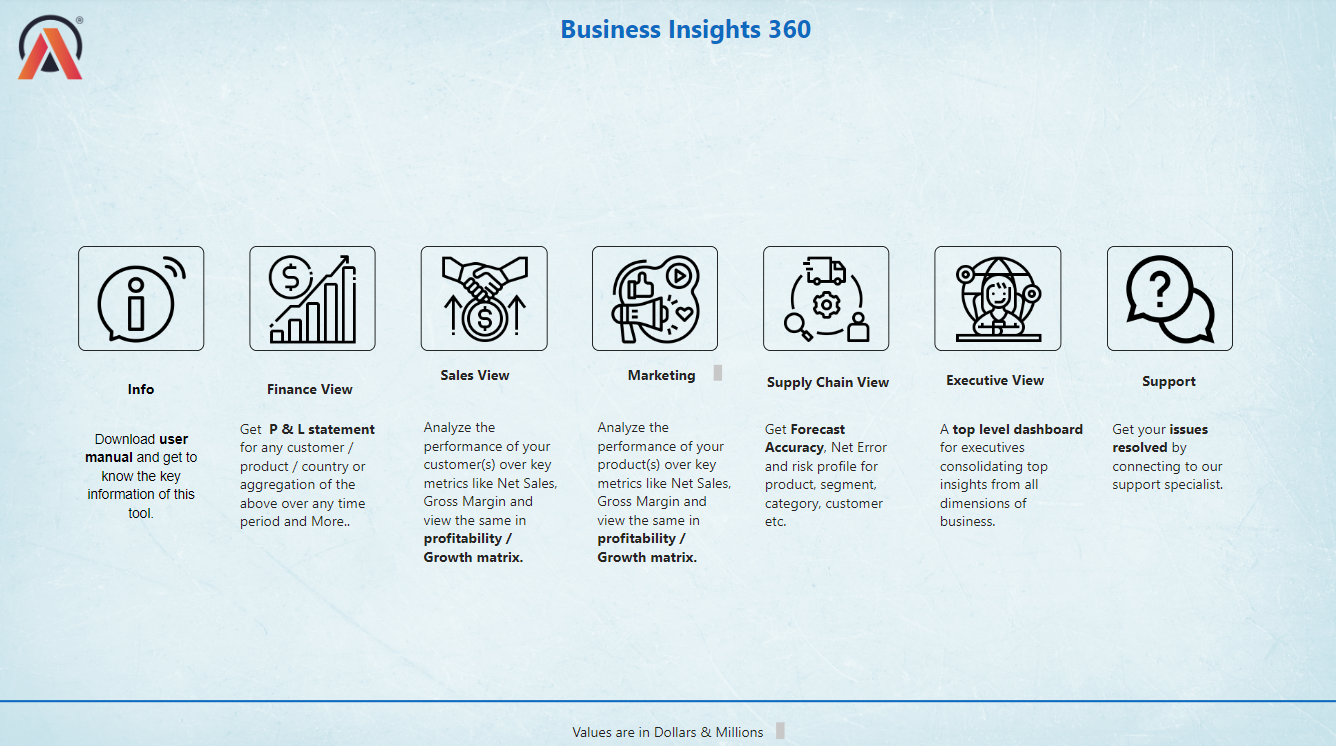 ®
Business Insights 360
Info
Download user
manual and get to
know the key
information of this
tool.
Finance View
Get  P & L statement
for any customer /
product / country or
aggregation of the
above over any time
period and More..
Sales View
Analyze the
performance of your
customer(s) over key
metrics like Net Sales,
Gross Margin and
view the same in
profitability /
Growth matrix.
Marketing
Analyze the
performance of your
product(s) over key
metrics like Net Sales,
Gross Margin and
view the same in
profitability /
Growth matrix.
Supply Chain View
Get Forecast
Accuracy, Net Error
and risk profile for
product, segment,
category, customer
etc.
Executive View
A top level dashboard
for executives
consolidating top
insights from all
dimensions of
business.
Support
Get your issues
resolved by
connecting to our
support specialist.
Values are in Dollars & Millions